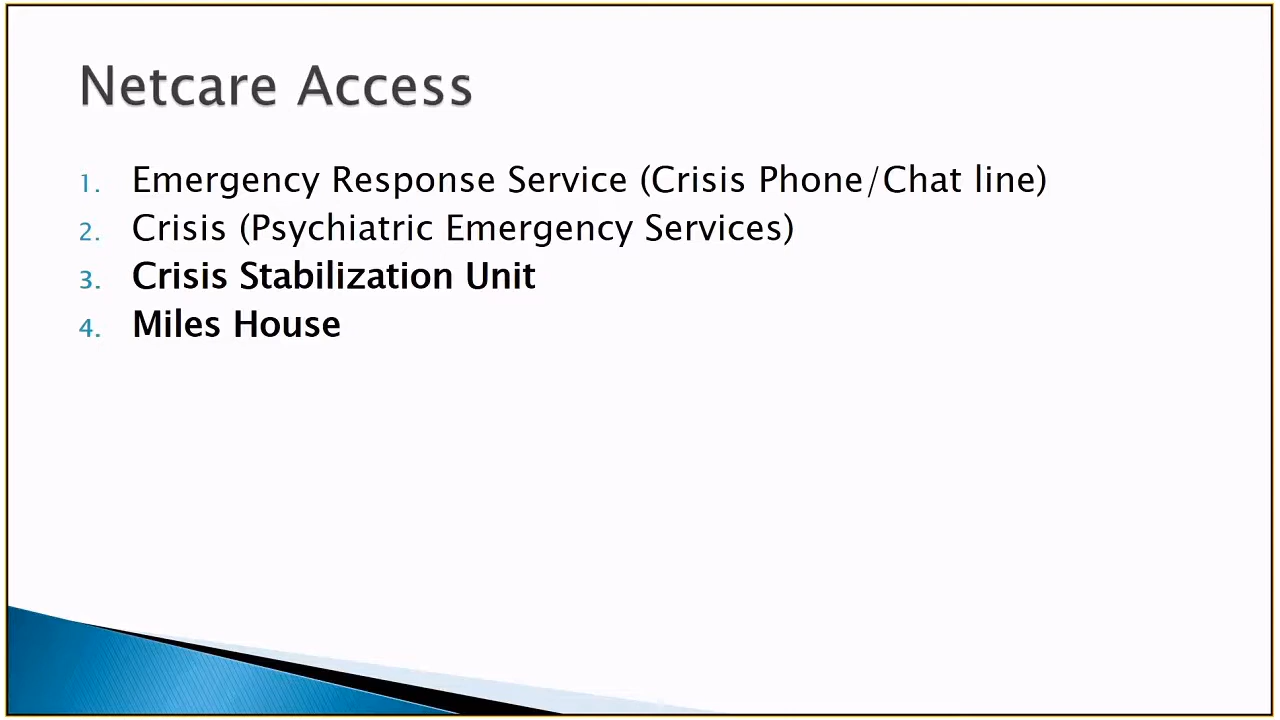 Netcare Access
1. Emergency Response Service (Crisis Phone/Chat line)
2. Crisis (Psychiatric Emergency Services)
3. Crisis Stabilization Unit
4. Miles House